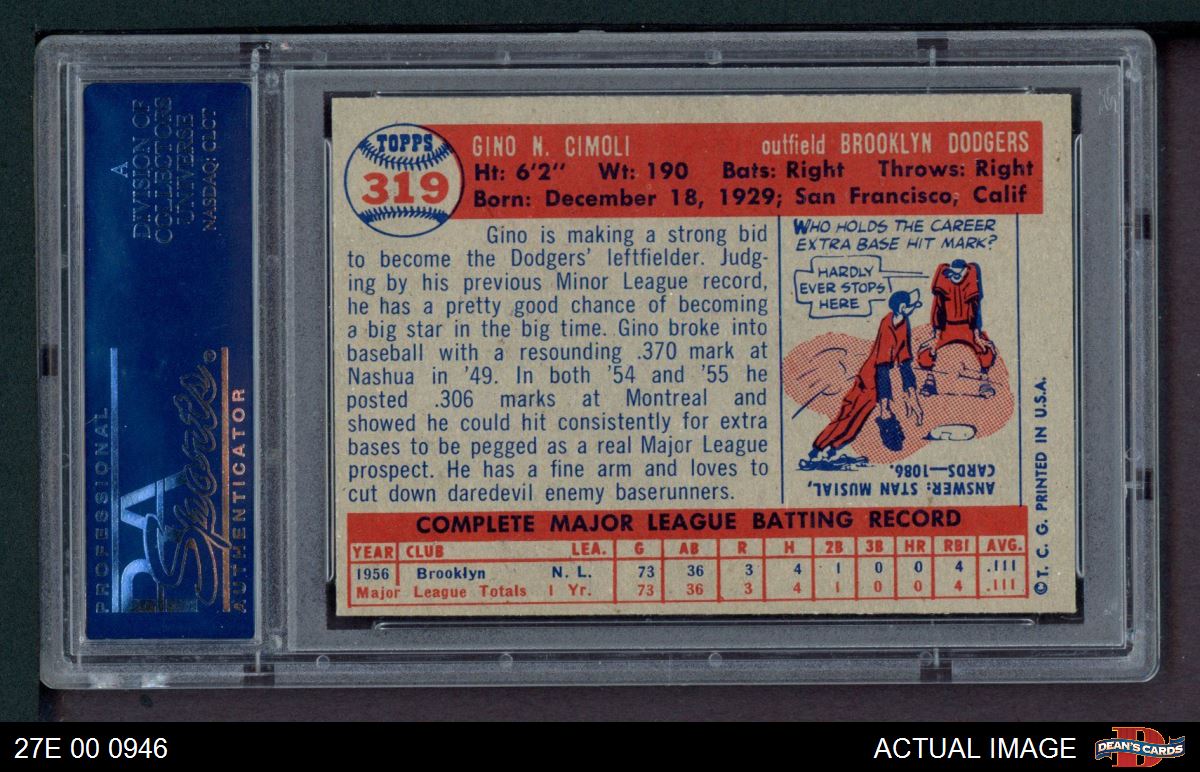 A
DIVISION OF
COLLECTORS
UNIVERSE
NASDAQ: CLCT
PROFESSIONAL
PSA
Sports
AUTHENTICATOR
TOPPS
319
GINO N. CIMOLI outfield BROOKLYN DODGERS
Ht: 6'2" Wt: 190 Bats: Right Throws: Right
Born: December 18, 1929; San Francisco, Calif
Gino is making a strong bid
to become the Dodgers' leftfielder. Judg-
ing by his previous Minor League record,
he has a pretty good chance of becoming
a big star in the big time. Gino broke into
baseball with a resounding .370 mark at
Nashua in '49. In both '54 and '55 he
posted .306 marks at Montreal and
showed he could hit consistently for extra
bases to be pegged as a real Major League
prospect. He has a fine arm and loves to
cut down daredevil enemy baserunners.
WHO HOLDS THE CAREER
EXTRA BASE HIT MARK?
HARDLY
EVER STOPS
HERE
ANSWER: STAN MUSIAL,
CARDS—1086.
©T. C. G. PRINTED IN U.S.A.
COMPLETE MAJOR LEAGUE BATTING RECORD
YEAR CLUB LEA. G AB R H 2B 3B HR RBI AVG.
1956 Brooklyn N. L. 73 36 3 4 1 0 0 4 .111
Major League Totals 1 Yr. 73 36 3 4 1 0 0 4 .111
27E 00 0946
ACTUAL IMAGE
D
DEAN'S CARDS